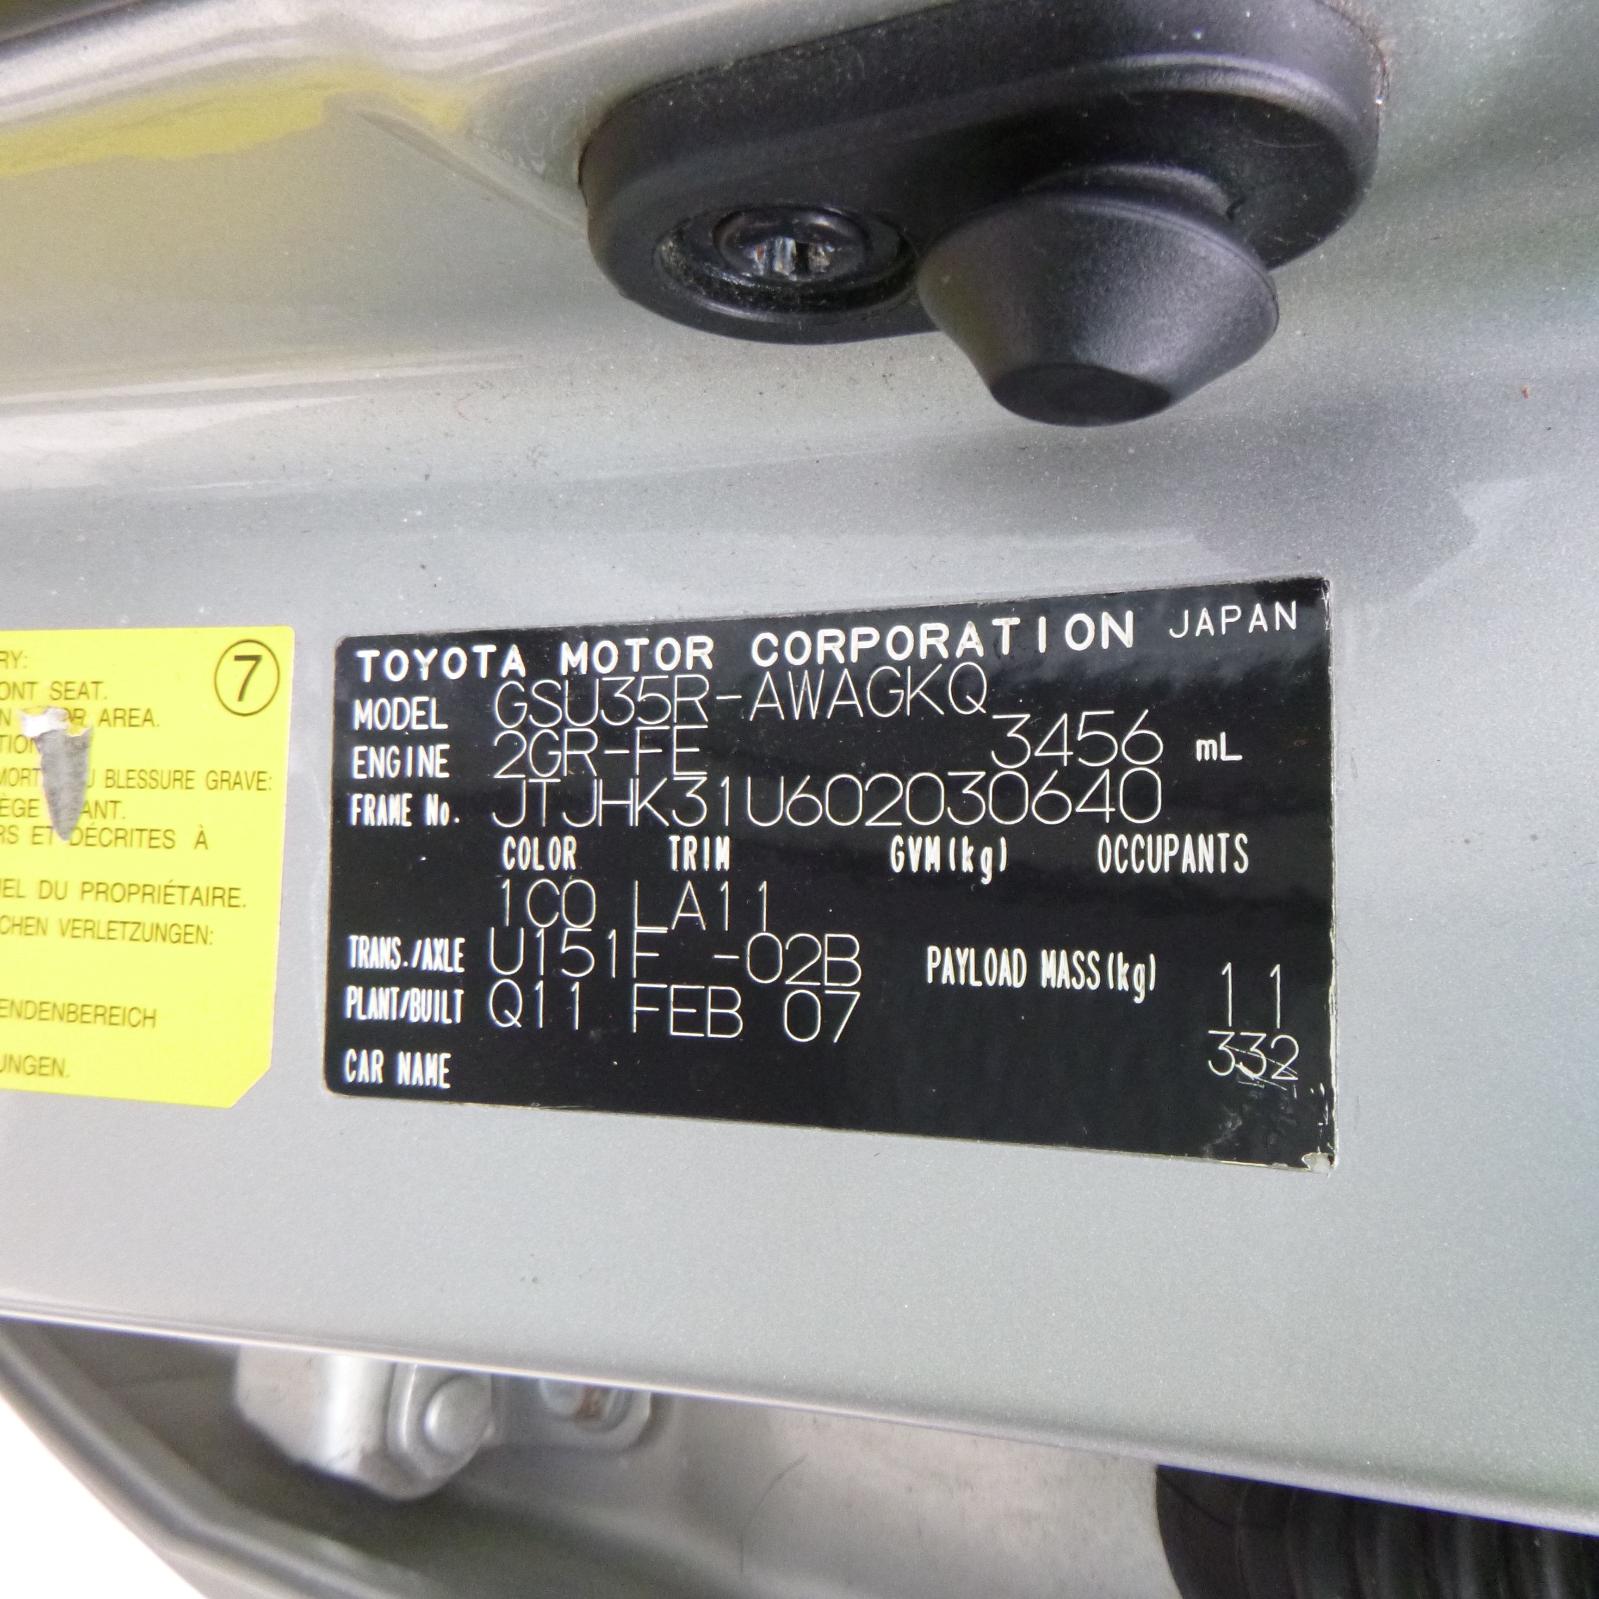 RY:
ONT SEAT.
AREA.
7
BLESSURE GRAVE:
ANT.
RS ET DÉCRITES À
EL DU PROPRIÉTAIRE.
CHEN VERLETZUNGEN:
ENDENBEREICH
UNGEN.
TOYOTA MOTOR CORPORATION JAPAN
MODEL GSU35R-AWAGKQ
ENGINE 2GR-FE 3456 mL
FRAME No. JTJHK31U602030640
COLOR TRIM GVM(kg) OCCUPANTS
1C0 LA11
TRANS./AXLE U151F -02B PAYLOAD MASS(kg) 11
PLANT/BUILT Q11 FEB 07 332
CAR NAME